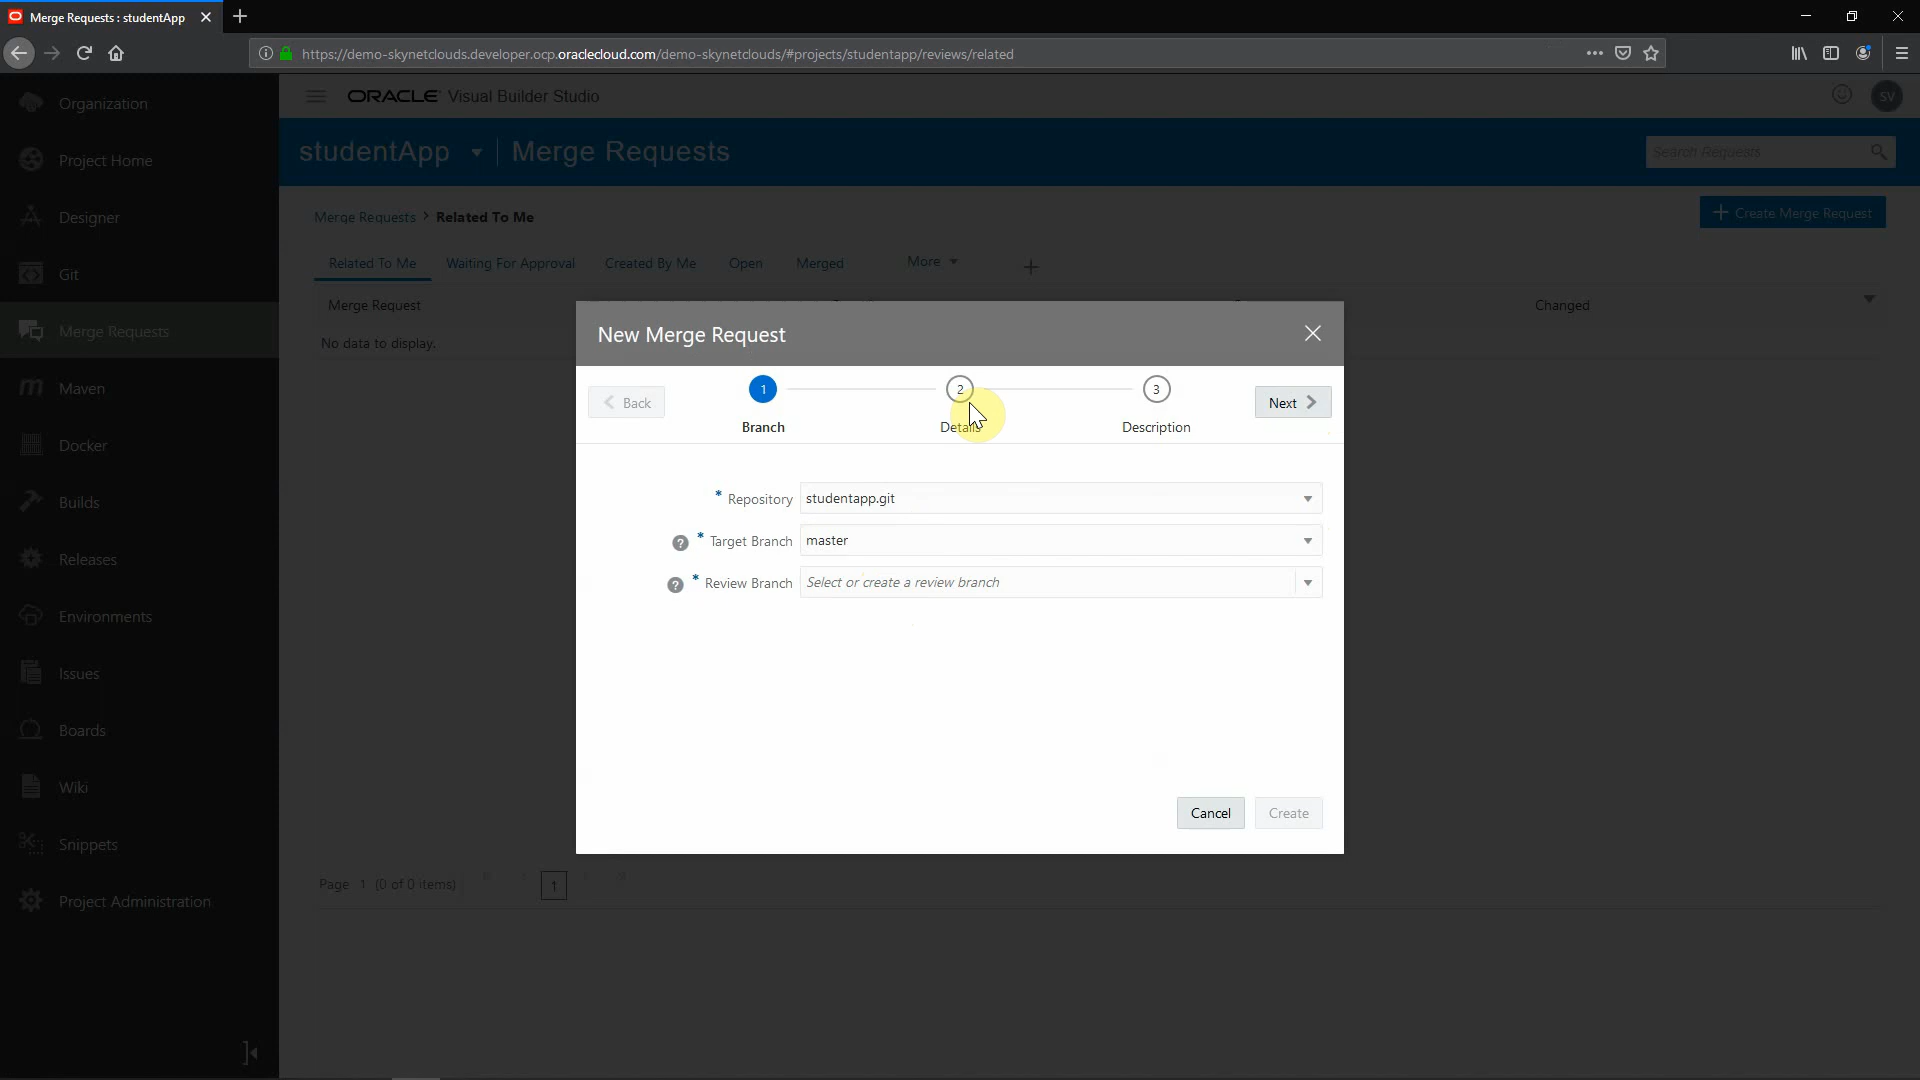 Merge Requests : studentApp
https://demo-skynetclouds.developer.ocp.oraclecloud.com/demo-skynetclouds/#projects/studentapp/reviews/related
Organization
ORACLE Visual Builder Studio
SV
Project Home
studentApp
Merge Requests
Search Requests
Designer
Merge Requests > Related To Me
Create Merge Request
Git
Related To Me
Waiting For Approval
Created By Me
Open
Merged
More
Merge Requests
Merge Request
Changed
No data to display.
New Merge Request
Back
1
2
3
Next
Branch
Details
Description
Maven
Docker
Builds
Releases
Environments
Issues
Boards
Wiki
Snippets
Project Administration
* Repository
studentapp.git
? * Target Branch
master
? * Review Branch
Select or create a review branch
Cancel
Create
Page 1 (0 of 0 items)
1